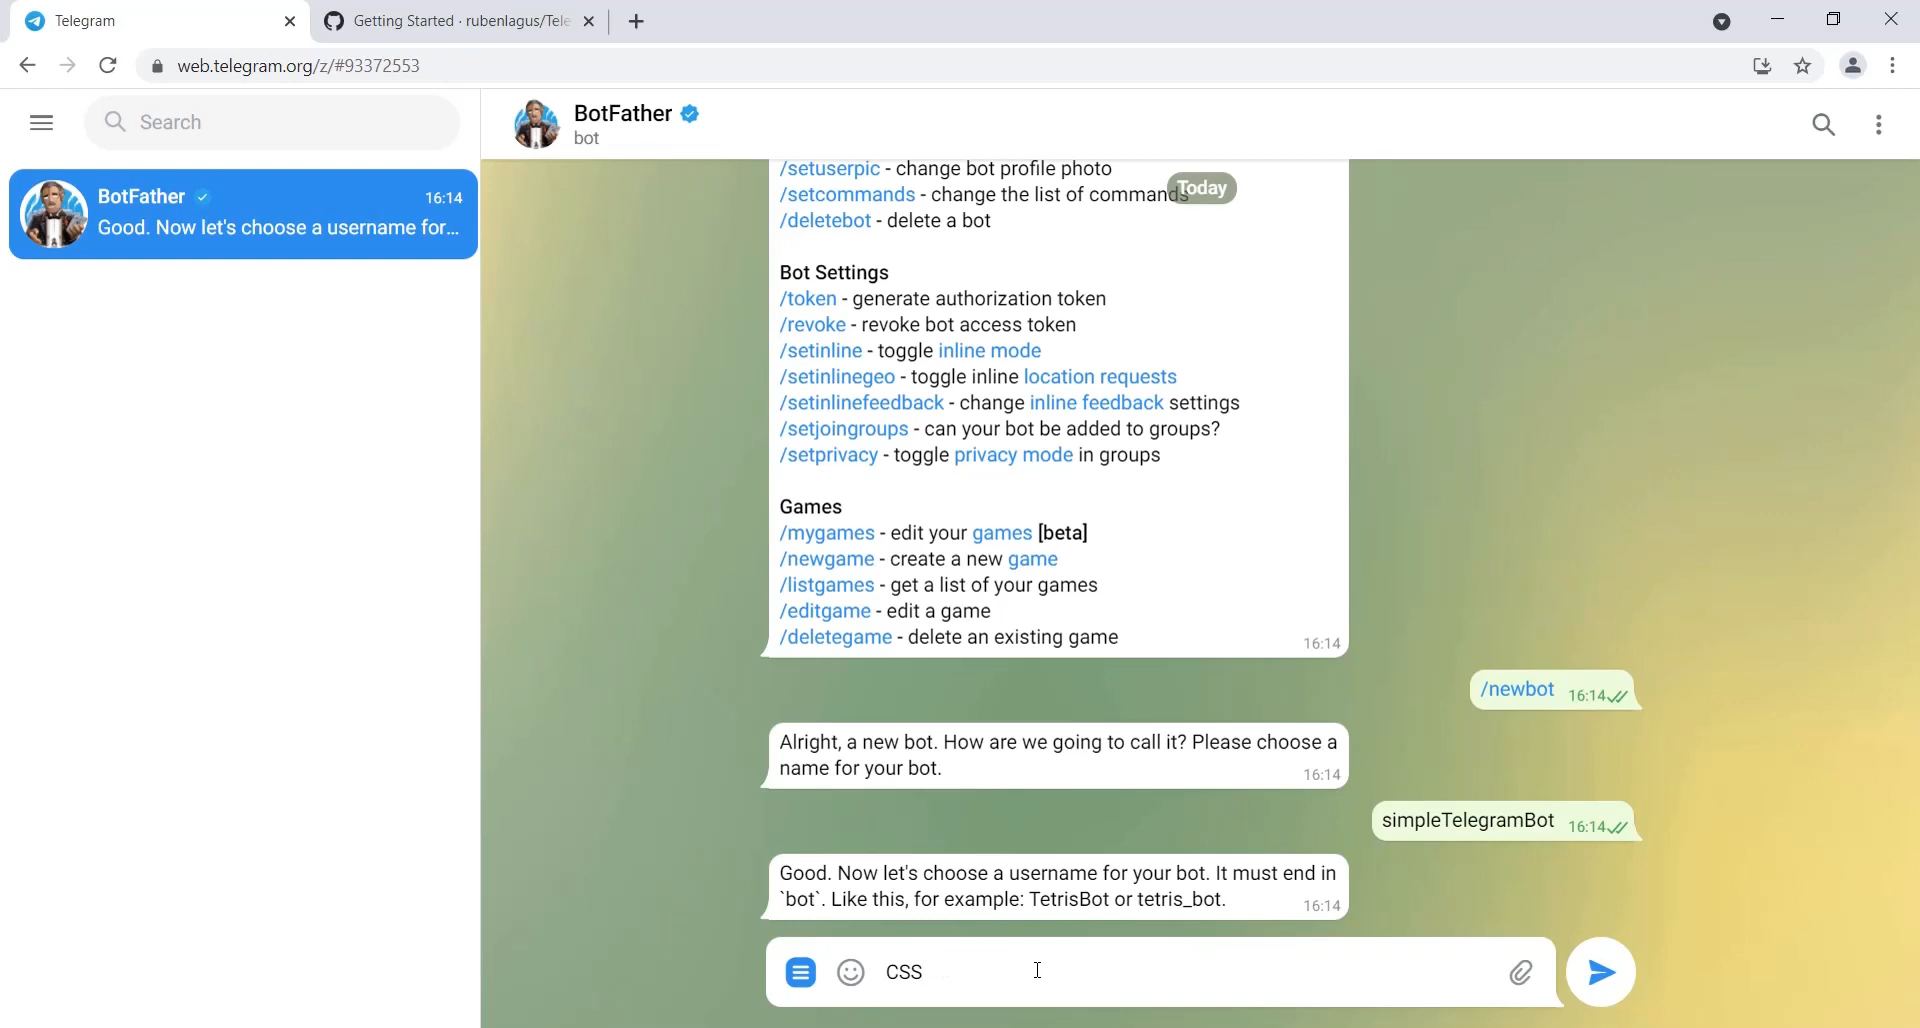 Telegram
Getting Started · rubenlagus/Tele
web.telegram.org/z/#93372553
Search
BotFather
bot
BotFather
16:14
Good. Now let's choose a username for...
Today
/setuserpic - change bot profile photo
/setcommands - change the list of commands
/deletebot - delete a bot
Bot Settings
/token - generate authorization token
/revoke - revoke bot access token
/setinline - toggle inline mode
/setinlinegeo - toggle inline location requests
/setinlinefeedback - change inline feedback settings
/setjoingroups - can your bot be added to groups?
/setprivacy - toggle privacy mode in groups
Games
/mygames - edit your games [beta]
/newgame - create a new game
/listgames - get a list of your games
/editgame - edit a game
/deletegame - delete an existing game
16:14
/newbot 16:14
Alright, a new bot. How are we going to call it? Please choose a
name for your bot.
16:14
simpleTelegramBot 16:14
Good. Now let's choose a username for your bot. It must end in
`bot`. Like this, for example: TetrisBot or tetris_bot.
16:14
CSS